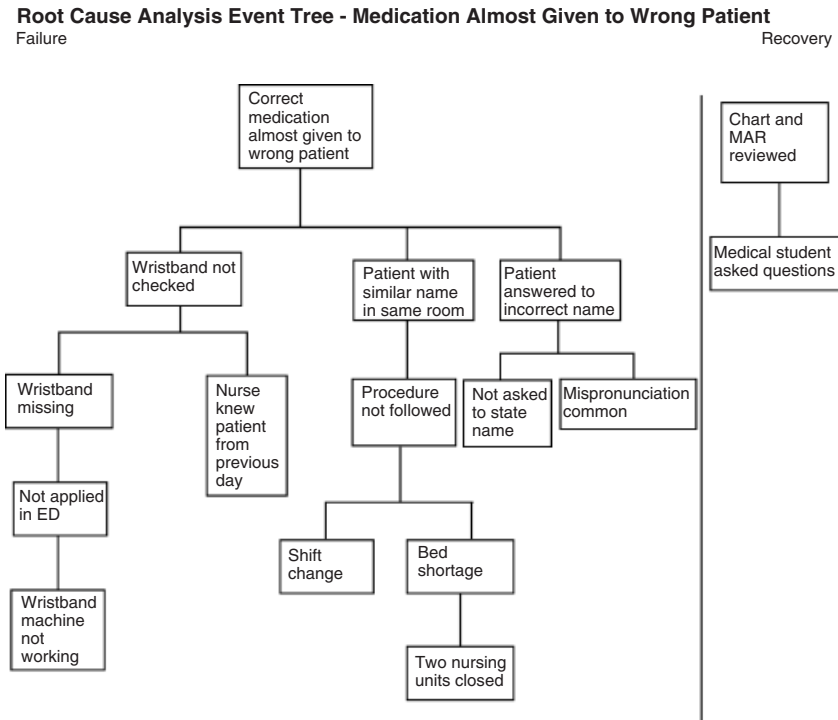 Root Cause Analysis Event Tree - Medication Almost Given to Wrong Patient
Failure
Recovery
Correct
medication
almost given to
wrong patient
Chart and
MAR
reviewed
Medical student
asked questions
Wristband not
checked
Patient with
similar name
in same room
Patient
answered to
incorrect name
Wristband
missing
Nurse
knew
patient
from
previous
day
Procedure
not followed
Not asked
to state
name
Mispronunciation
common
Not applied
in ED
Shift
change
Bed
shortage
Wristband
machine
not
working
Two nursing
units closed